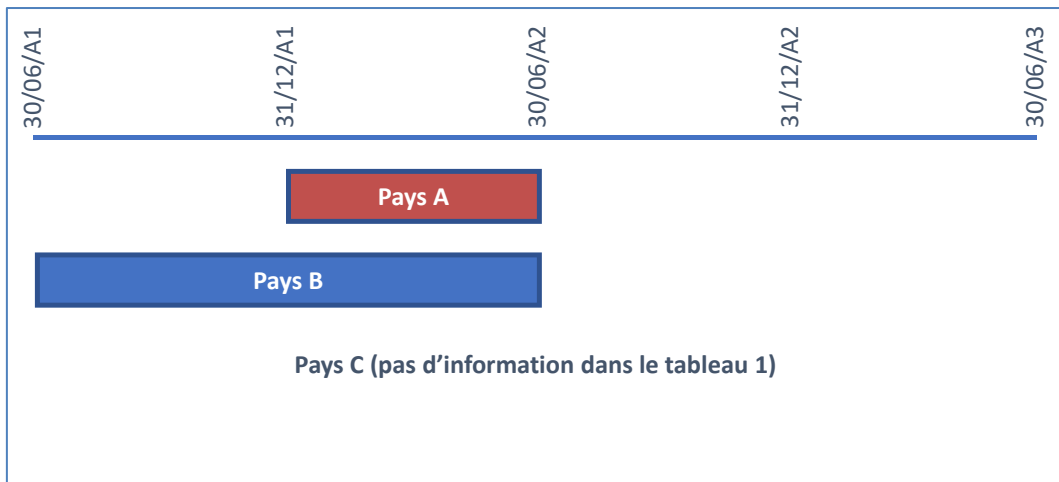 30/06/A1
31/12/A1
30/06/A2
31/12/A2
30/06/A3
Pays A
Pays B
Pays C (pas d’information dans le tableau 1)